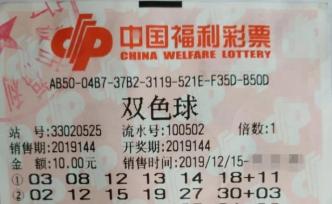 中国福利彩票
CHINA WELFARE LOTTERY
AB50-04B7-37B2-3119-521E-F35D-B50D
双色球
站 号:33020525 流水号:100502 倍数:1
销售期:2019144 开奖期:2019144
金 额:10.00元 销售时间:2019/12/15-
① 03 08 12 13 14 18+11
② 02 12 15 19 27 30+03